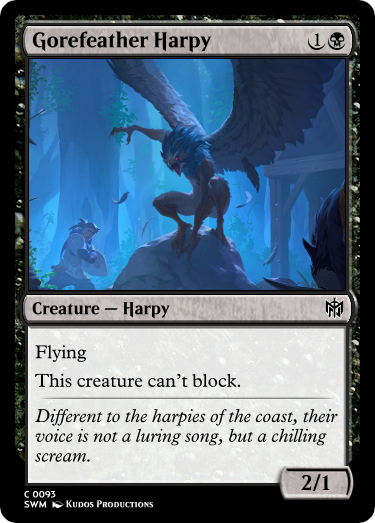 Gorefeather Harpy 1
Creature — Harpy
Flying
This creature can't block.
Different to the harpies of the coast, their
voice is not a luring song, but a chilling
scream.
2/1
C 0093
SWM Kudos Productions